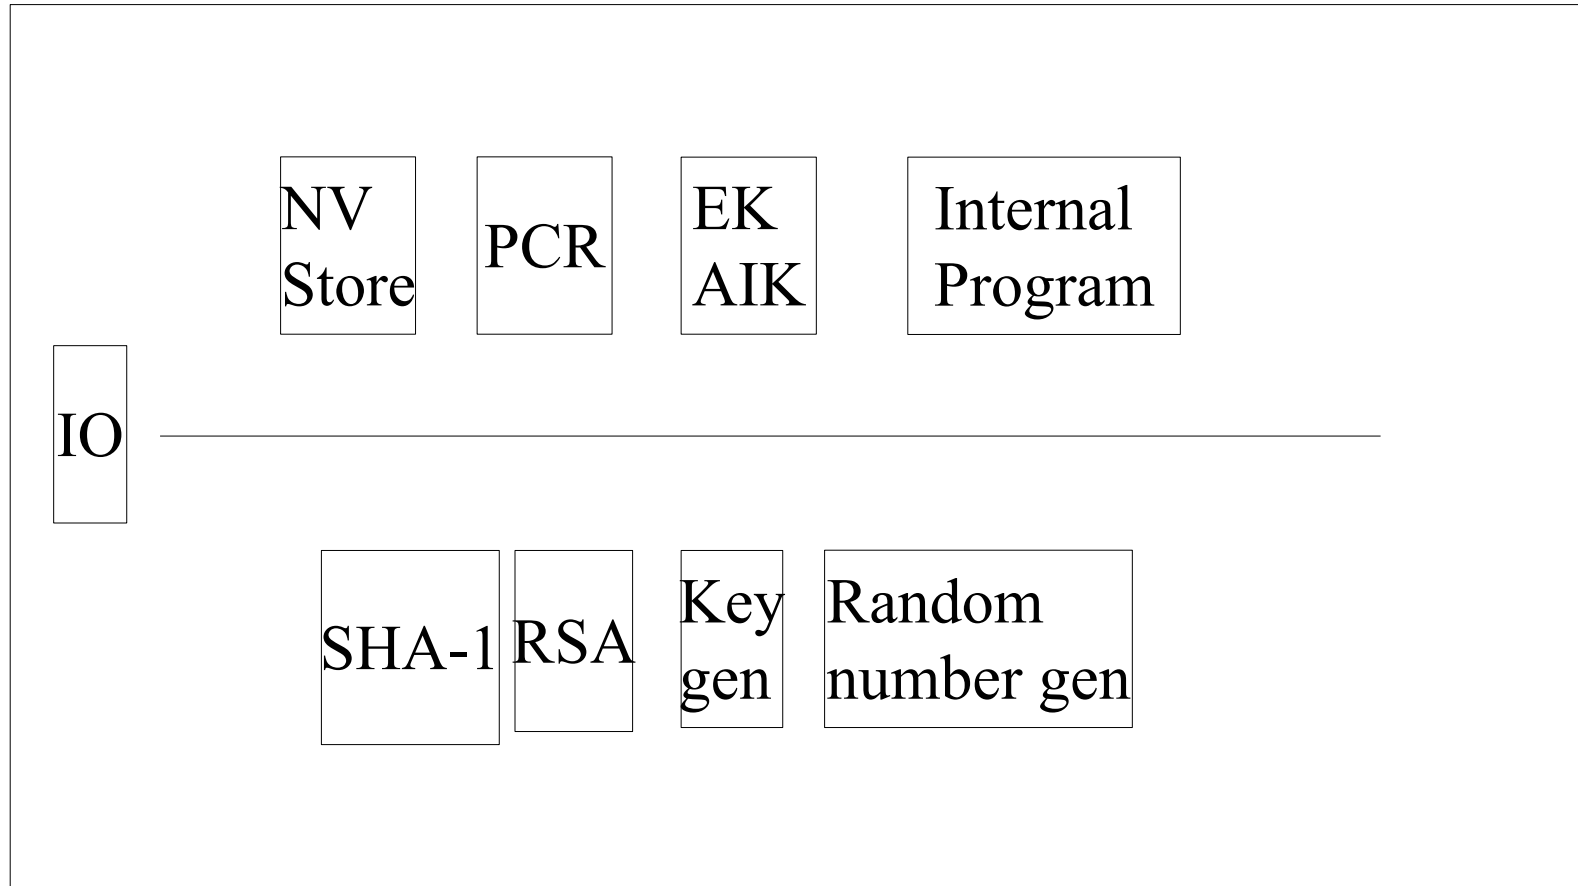 NV
Store
PCR
EK
AIK
Internal
Program
IO
SHA-1
RSA
Key
gen
Random
number gen